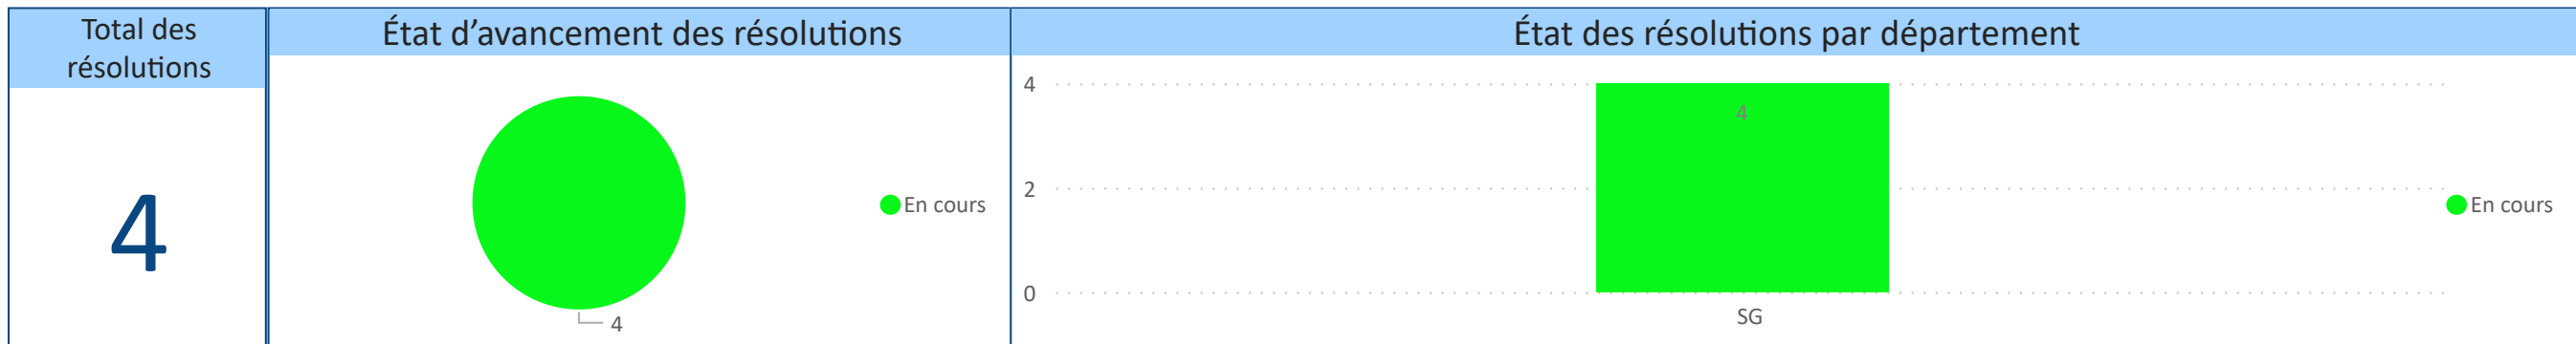 Total des
résolutions
4
État d’avancement des résolutions
4
En cours
État des résolutions par département
4
2
0
4
SG
En cours